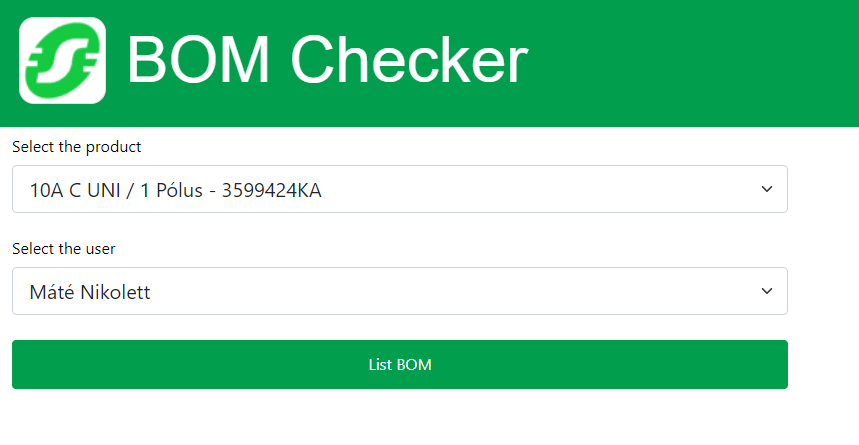 BOM Checker
Select the product
10A C UNI / 1 Pólus - 3599424KA
Select the user
Máté Nikolett
List BOM